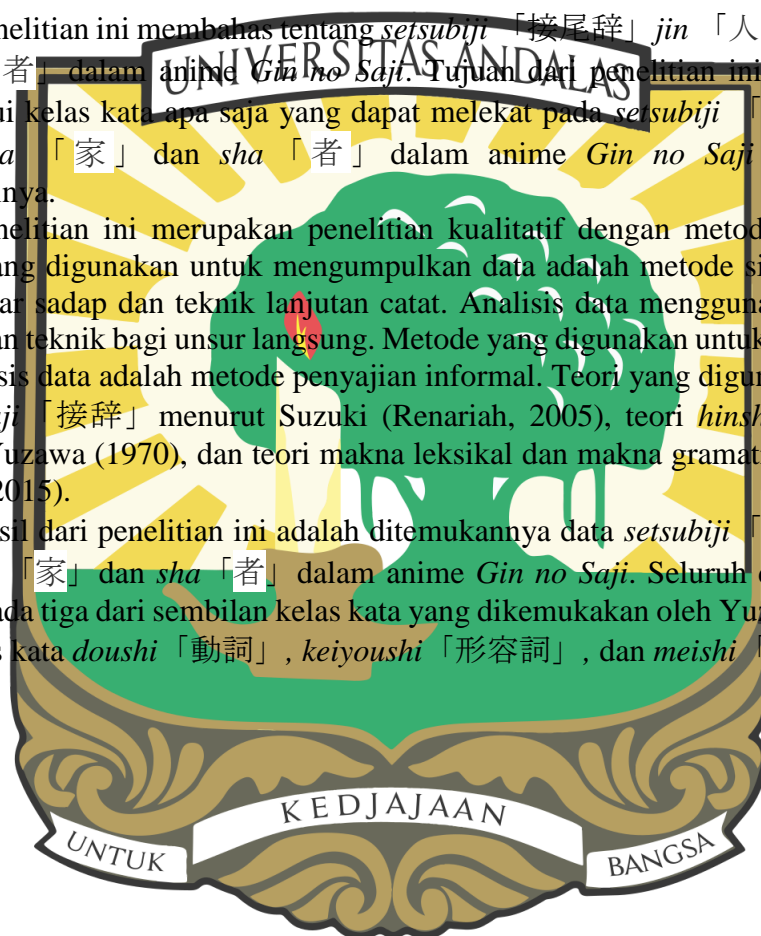 nelitian ini membahas tentang setsubiji 「接尾辞」 jin 「人
者」 dalam anime Gin no Saji. Tujuan dari penelitian ini
UNIVERSITAS ANDALAS
ui kelas kata apa saja yang dapat melekat pada setsubiji 「
a 「家」 dan sha 「者」 dalam anime Gin no Saji
nya.
nelitian ini merupakan penelitian kualitatif dengan metod
ang digunakan untuk mengumpulkan data adalah metode si
ar sadap dan teknik lanjutan catat. Analisis data mengguna
an teknik bagi unsur langsung. Metode yang digunakan untuk
sis data adalah metode penyajian informal. Teori yang digun
ji「接辞」menurut Suzuki (Renariah, 2005), teori hinsh
Yuzawa (1970), dan teori makna leksikal dan makna gramati
2015).
sil dari penelitian ini adalah ditemukannya data setsubiji「
「家」dan sha「者」dalam anime Gin no Saji. Seluruh
ada tiga dari sembilan kelas kata yang dikemukakan oleh Yu
s kata doushi「動詞」, keiyoushi「形容詞」, dan meishi「
KEDJAJAAN
UNTUK
BANGSA